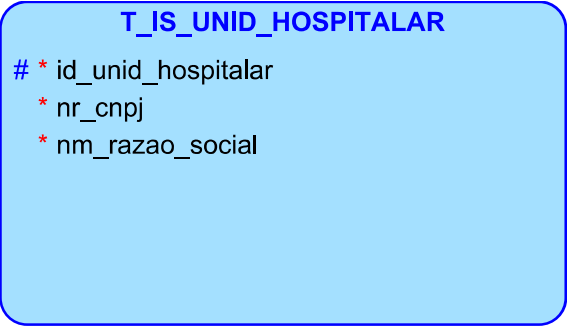 T_IS_UNID_HOSPITALAR
# * id_unid_hospitalar
* nr_cnpj
* nm_razao_social